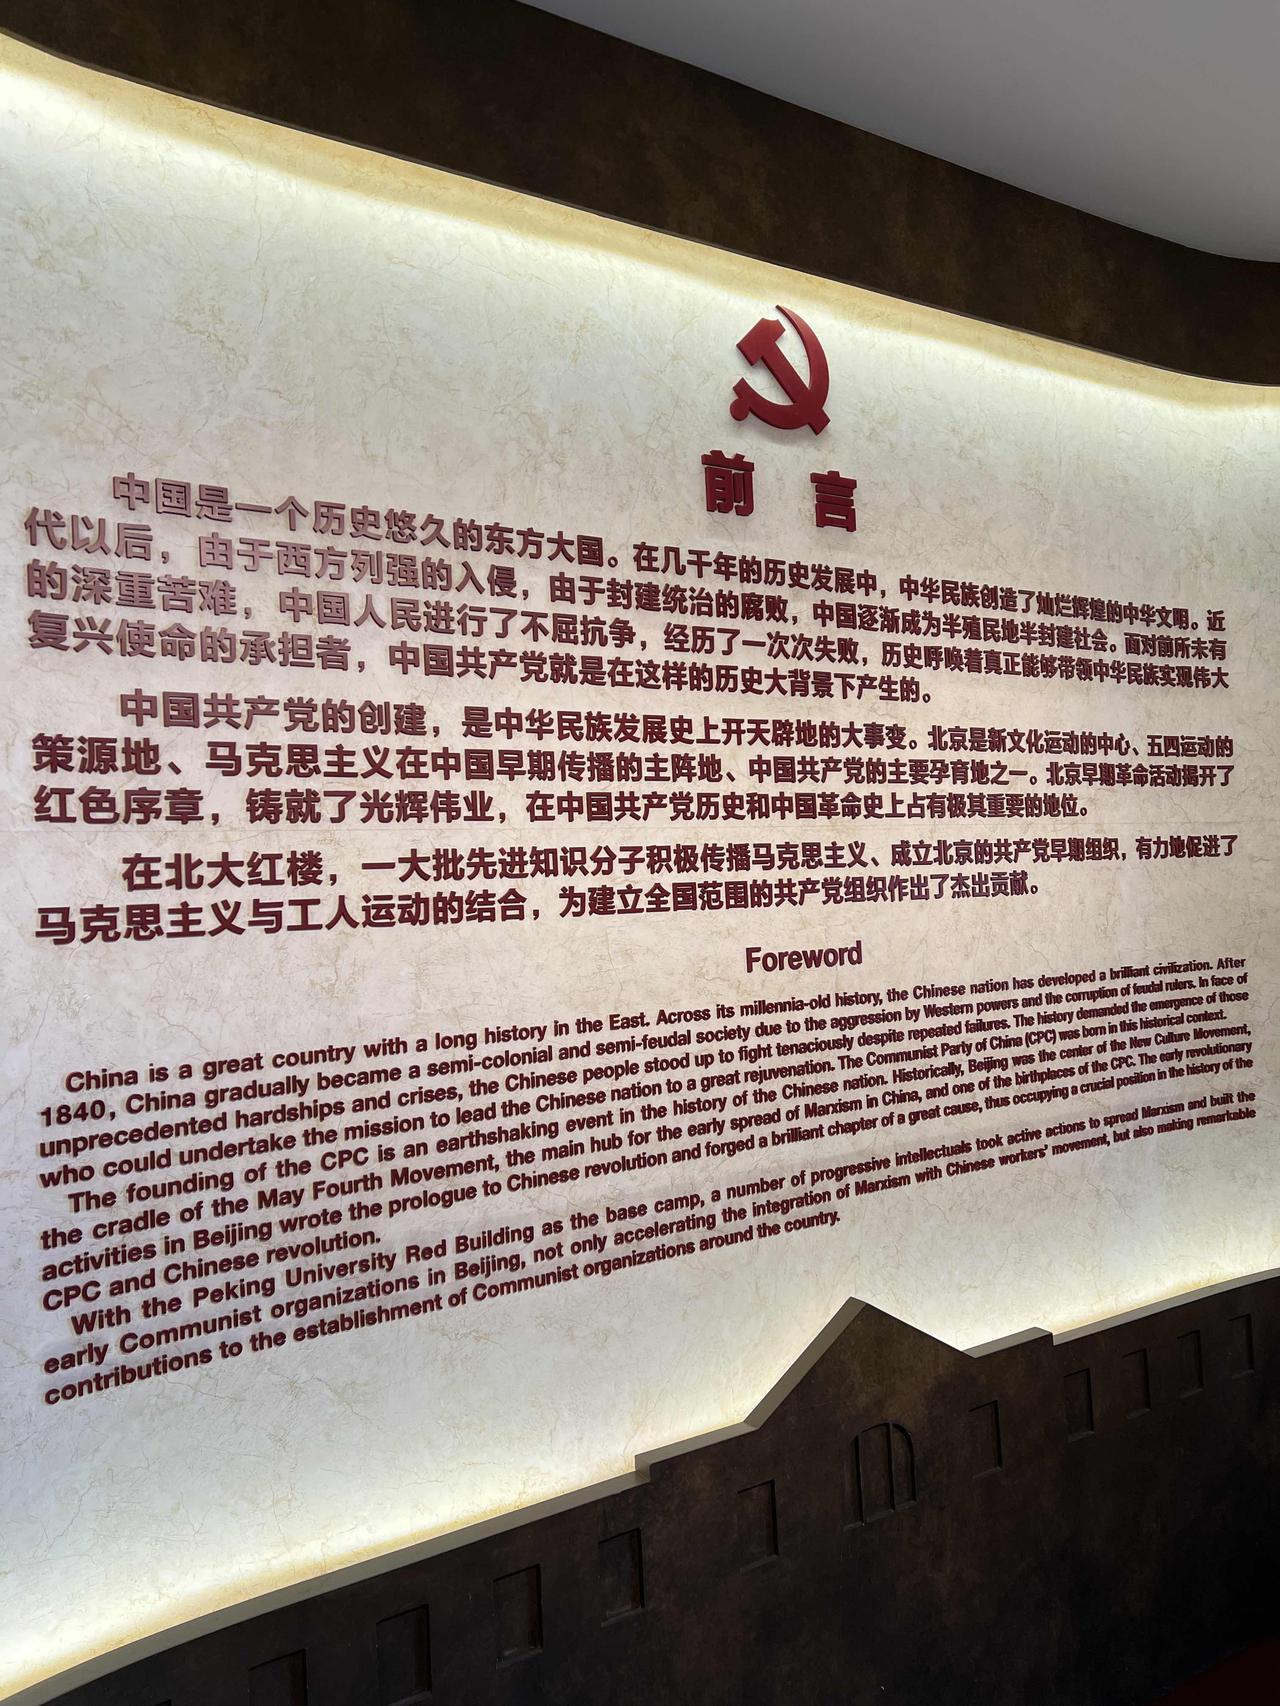 前言
中国是一个历史悠久的东方大国。在几千年的历史发展中，中华民族创造了灿烂辉煌的中华文明。近
代以后，由于西方列强的入侵，由于封建统治的腐败，中国逐渐成为半殖民地半封建社会。面对前所未有
的深重苦难，中国人民进行了不屈抗争，经历了一次次失败，历史呼唤着真正能够带领中华民族实现伟大
复兴使命的承担者，中国共产党就是在这样的历史大背景下产生的。
中国共产党的创建，是中华民族发展史上开天辟地的大事变。北京是新文化运动的中心、五四运动的
策源地、马克思主义在中国早期传播的主阵地、中国共产党的主要孕育地之一。北京早期革命活动揭开了
红色序章，铸就了光辉伟业，在中国共产党历史和中国革命史上占有极其重要的地位。
在北大红楼，一大批先进知识分子积极传播马克思主义、成立北京的共产党早期组织，有力地促进了
马克思主义与工人运动的结合，为建立全国范围的共产党组织作出了杰出贡献。
Foreword
China is a great country with a long history in the East. Across its millennia-old history, the Chinese nation has developed a brilliant civilization. After
1840, China gradually became a semi-colonial and semi-feudal society due to the aggression by Western powers and the corruption of feudal rulers. In face of
unprecedented hardships and crises, the Chinese people stood up to fight tenaciously despite repeated failures. The history demanded the emergence of those
who could undertake the mission to lead the Chinese nation to a great rejuvenation. The Communist Party of China (CPC) was born in this historical context.
The founding of the CPC is an earthshaking event in the history of the Chinese nation. Historically, Beijing was the center of the New Culture Movement,
the cradle of the May Fourth Movement, the main hub for the early spread of Marxism in China, and one of the birthplaces of the CPC. The early revolutionary
activities in Beijing wrote the prologue to Chinese revolution and forged a brilliant chapter of a great cause, thus occupying a crucial position in the history of the
CPC and Chinese revolution.
With the Peking University Red Building as the base camp, a number of progressive intellectuals took active actions to spread Marxism and built the
early Communist organizations in Beijing, not only accelerating the integration of Marxism with Chinese workers' movement, but also making remarkable
contributions to the establishment of Communist organizations around the country.